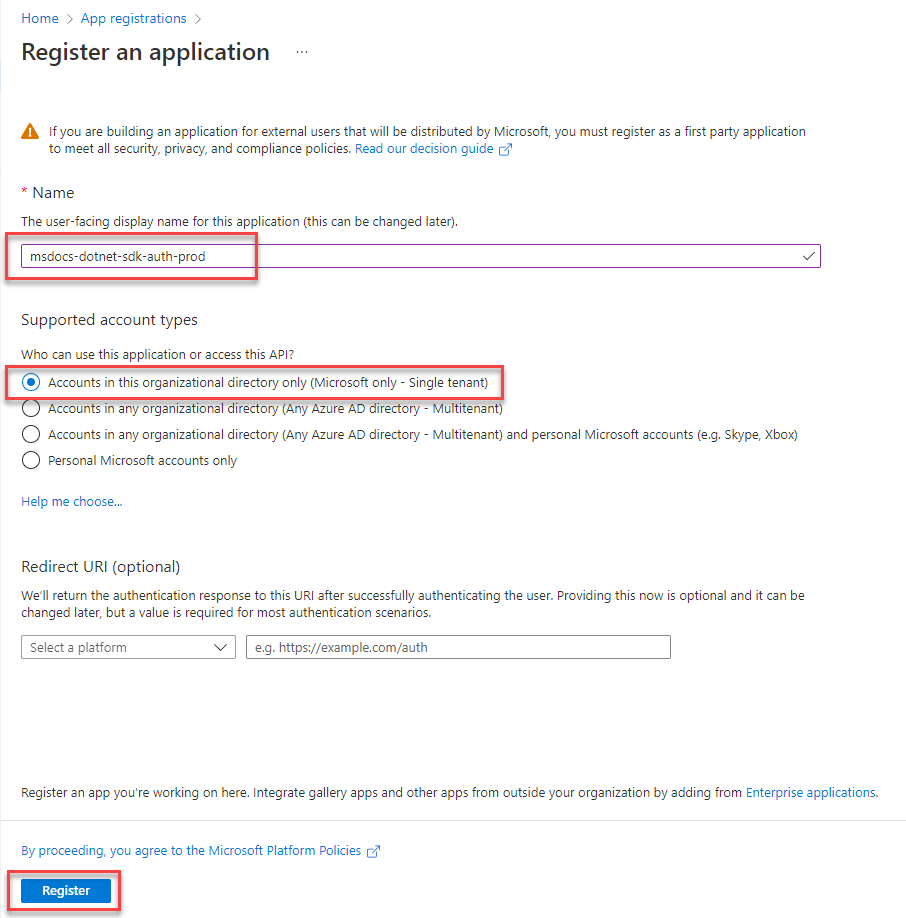 Home > App registrations >
Register an application ...
If you are building an application for external users that will be distributed by Microsoft, you must register as a first party application
to meet all security, privacy, and compliance policies. Read our decision guide
* Name
The user-facing display name for this application (this can be changed later).
msdocs-dotnet-sdk-auth-prod
Supported account types
Who can use this application or access this API?
Accounts in this organizational directory only (Microsoft only - Single tenant)
Accounts in any organizational directory (Any Azure AD directory - Multitenant)
Accounts in any organizational directory (Any Azure AD directory - Multitenant) and personal Microsoft accounts (e.g. Skype, Xbox)
Personal Microsoft accounts only
Help me choose...
Redirect URI (optional)
We'll return the authentication response to this URI after successfully authenticating the user. Providing this now is optional and it can be
changed later, but a value is required for most authentication scenarios.
Select a platform e.g. https://example.com/auth
Register an app you're working on here. Integrate gallery apps and other apps from outside your organization by adding from Enterprise applications.
By proceeding, you agree to the Microsoft Platform Policies
Register